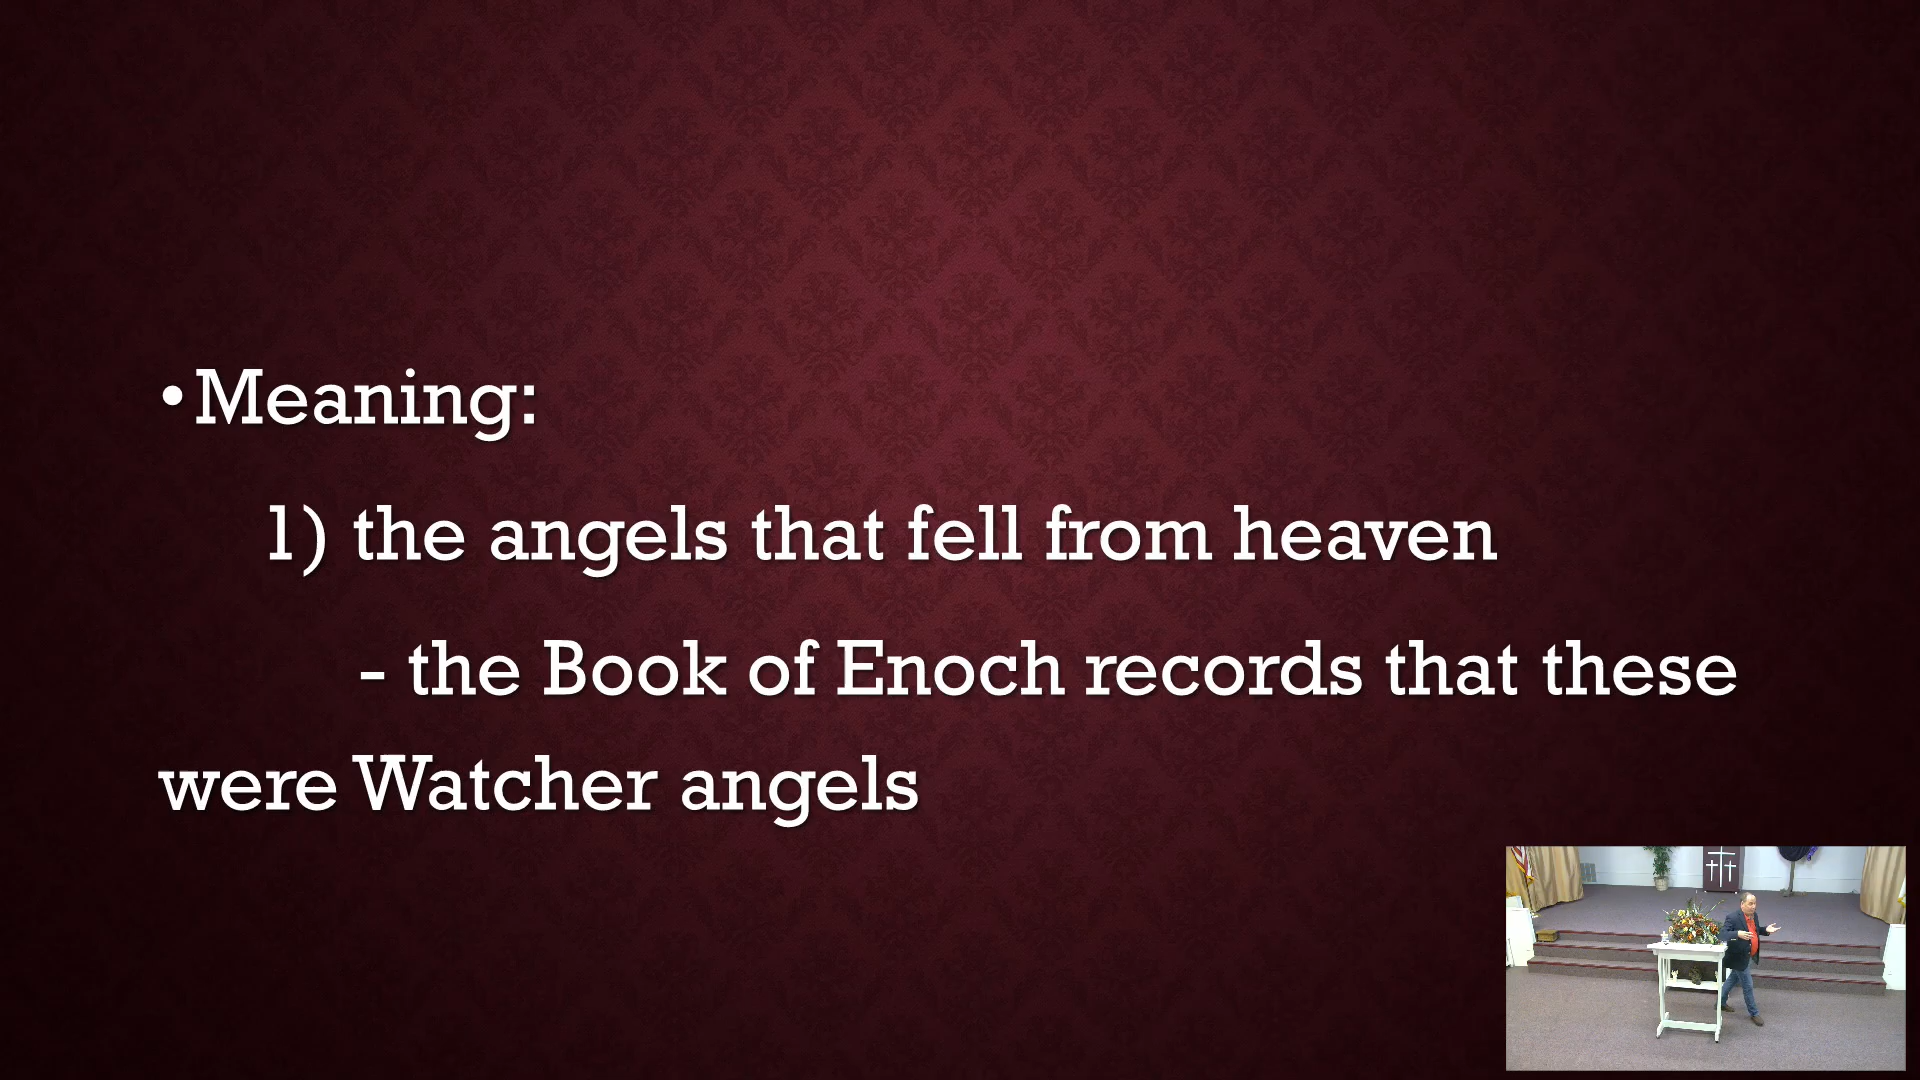 • Meaning:
1) the angels that fell from heaven
- the Book of Enoch records that these
were Watcher angels